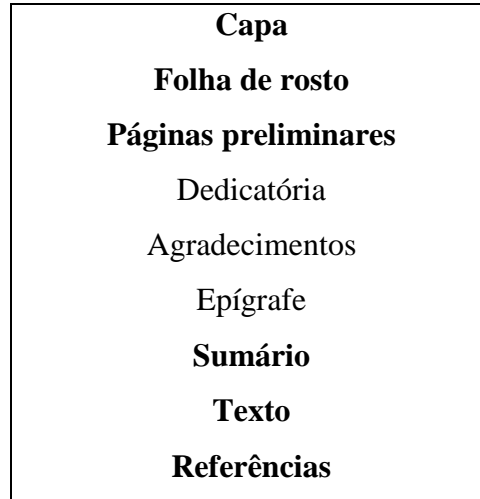 Capa
Folha de rosto
Páginas preliminares
Dedicatória
Agradecimentos
Epígrafe
Sumário
Texto
Referências